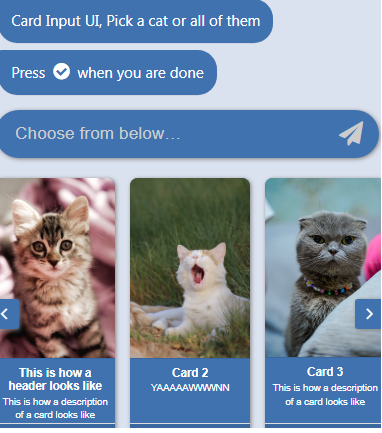 Card Input UI, Pick a cat or all of them
Press when you are done
Choose from below...
This is how a
header looks like
This is how a description
of a card looks like
Card 2
YAAAAAWWWNN
Card 3
This is how a description
of a card looks like